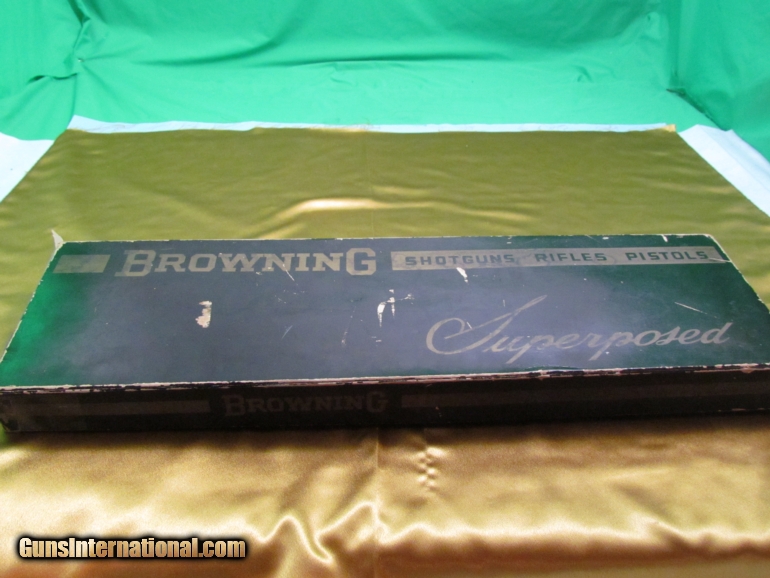 BROWNING SHOTGUNS, RIFLES, PISTOLS
Superposed
BROWNING
GunsInternational.com